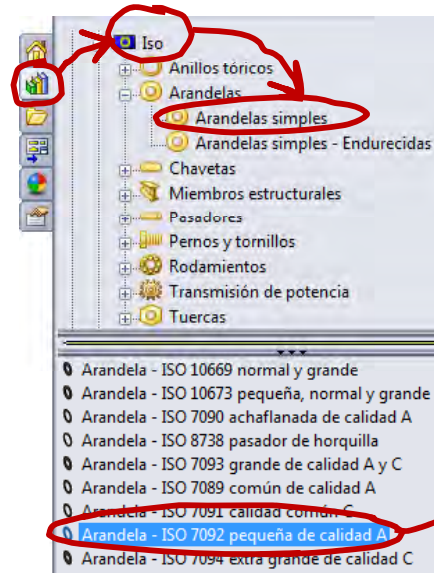 Iso
Anillos tóricos
Arandelas
Arandelas simples
Arandelas simples - Endurecidas
Chavetas
Miembros estructurales
Pasadores
Pernos y tornillos
Rodamientos
Transmisión de potencia
Tuercas
Arandela - ISO 10669 normal y grande
Arandela - ISO 10673 pequeña, normal y grande
Arandela - ISO 7090 achaflanada de calidad A
Arandela - ISO 8738 pasador de horquilla
Arandela - ISO 7093 grande de calidad A y C
Arandela - ISO 7089 común de calidad A
Arandela - ISO 7091 calidad común C
Arandela - ISO 7092 pequeña de calidad A
Arandela - ISO 7094 extra grande de calidad C